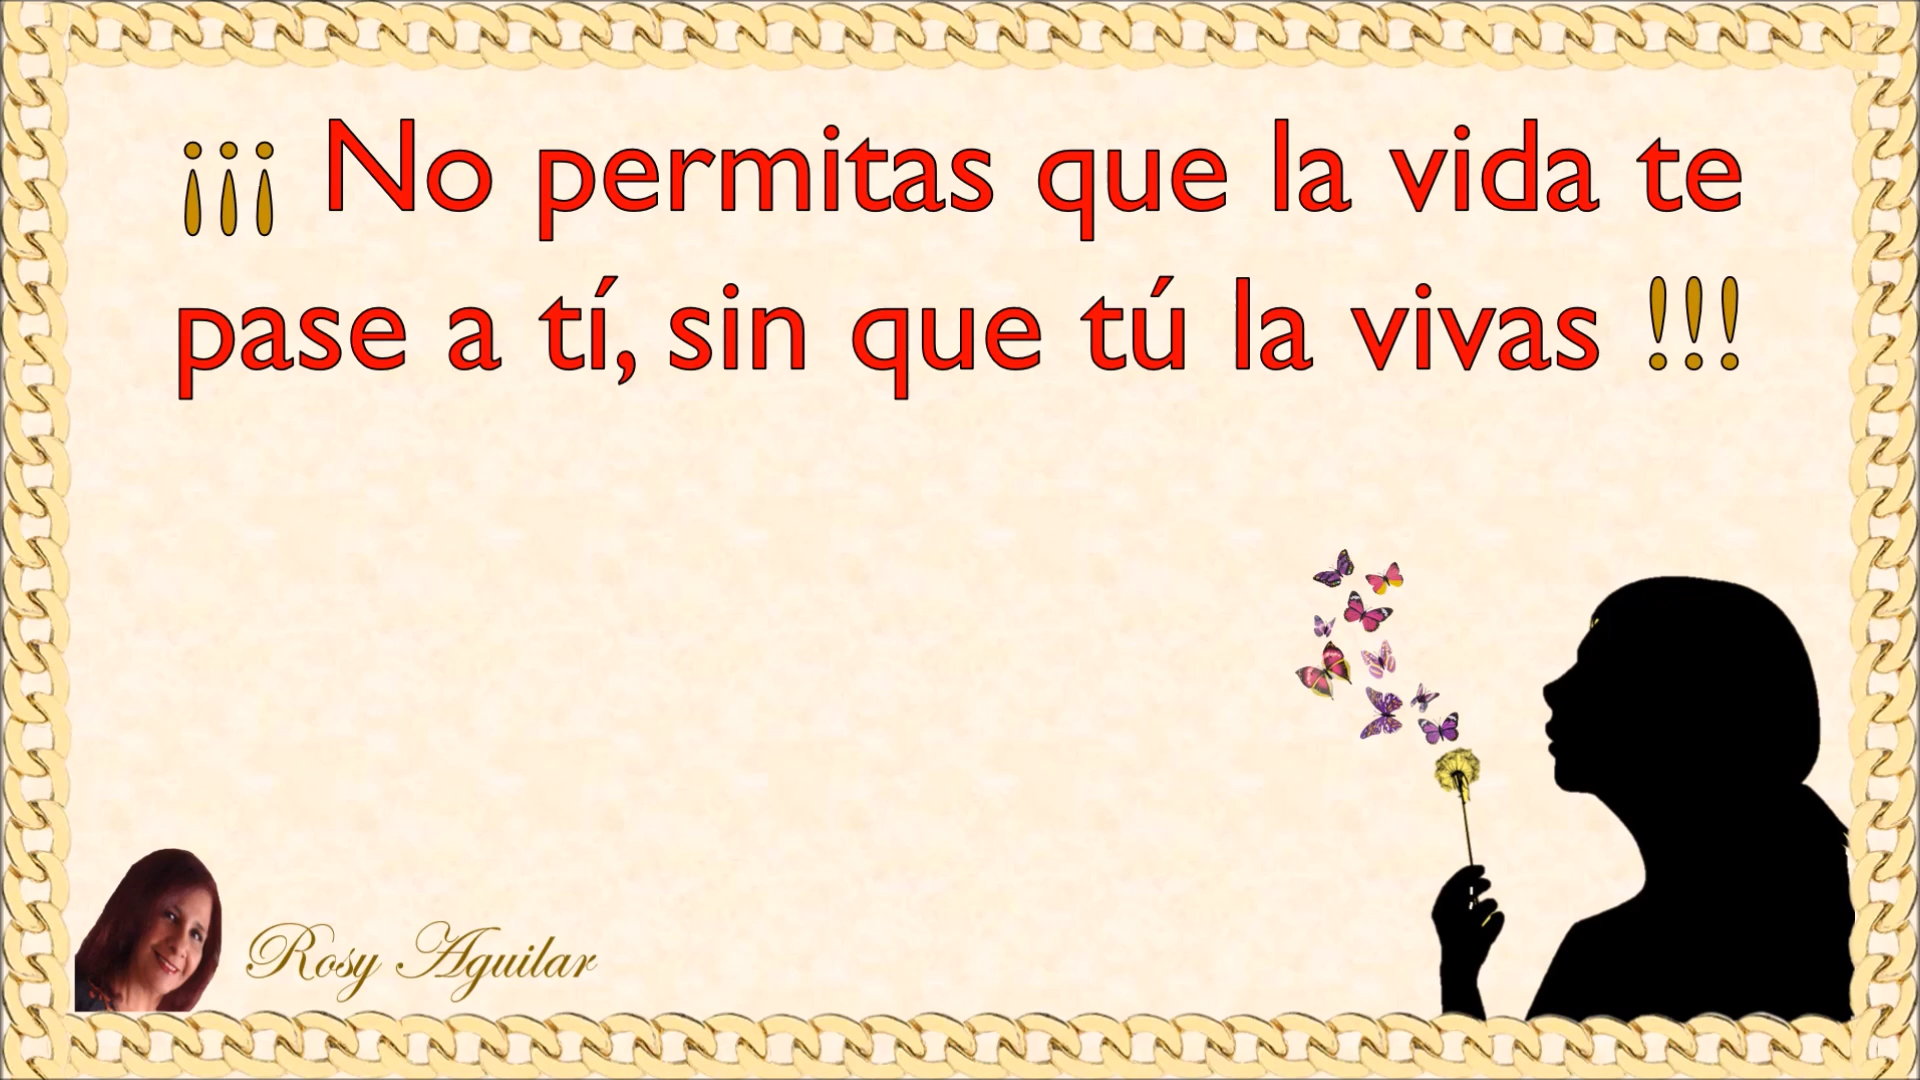 ¡¡¡ No permitas que la vida te
pase a tí, sin que tú la vivas !!!
Rosy Aguilar